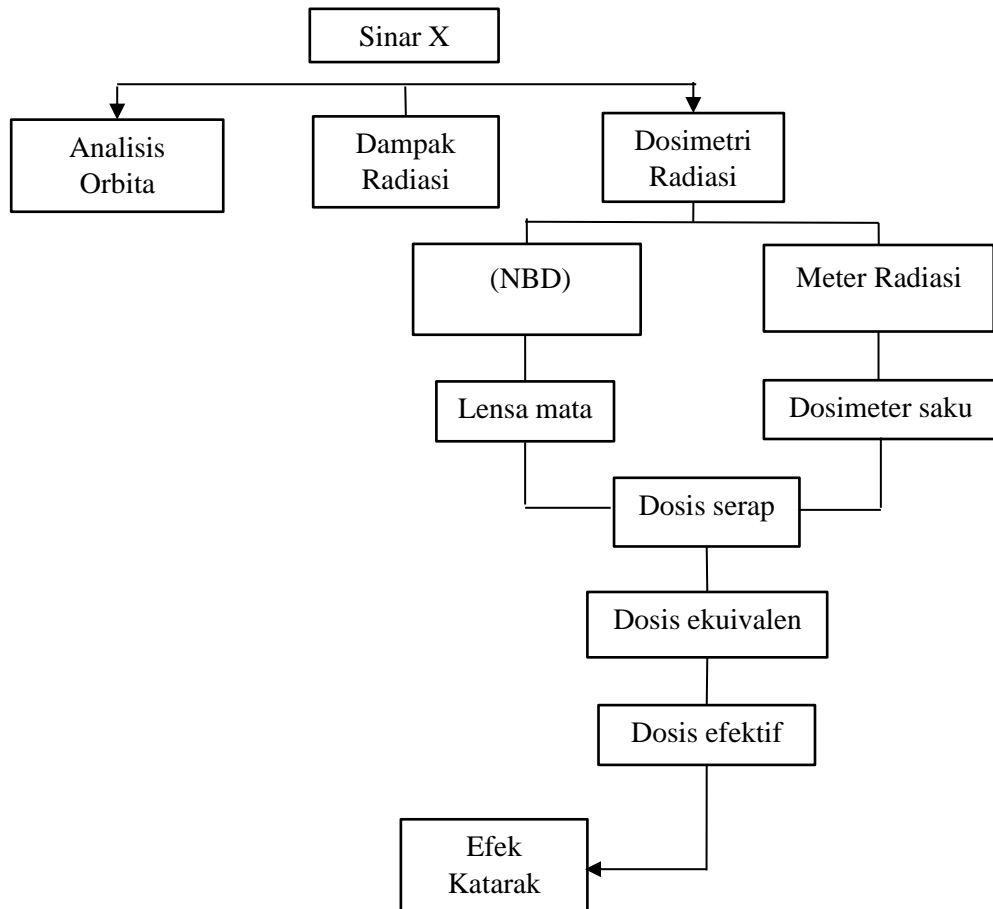 Sinar X
Analisis
Orbita
Dampak
Radiasi
Dosimetri
Radiasi
(NBD)
Meter Radiasi
Lensa mata
Dosimeter saku
Dosis serap
Dosis ekuivalen
Dosis efektif
Efek
Katarak